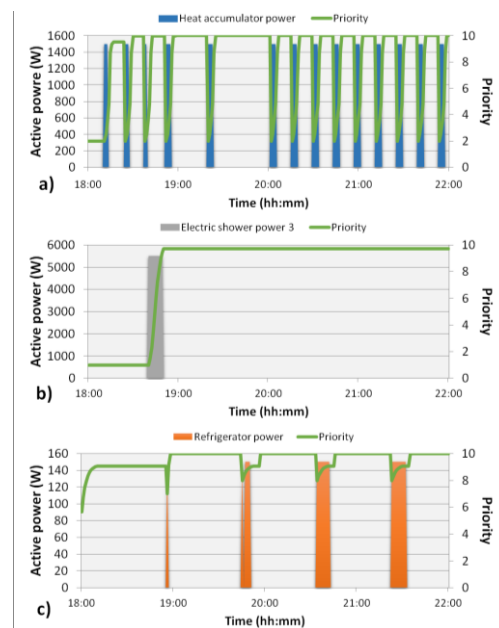 Heat accumulator power Priority
1600 10
1400
1200 8
1000
800 6
600 4
400
200 2
0 0
Active powre (W)
Priority
18:00 19:00 20:00 21:00 22:00
a)
Time (hh:mm)
Electric shower power 3 Priority
6000 10
5000 8
4000
6
3000
4
2000
1000 2
0 0
Active power (W)
Priority
18:00 19:00 20:00 21:00 22:00
b)
Time (hh:mm)
Refrigerator power Priority
160 10
140
120 8
100
80 6
60 4
40
20 2
0 0
Active power (W)
Priority
18:00 19:00 20:00 21:00 22:00
c)
Time (hh:mm)